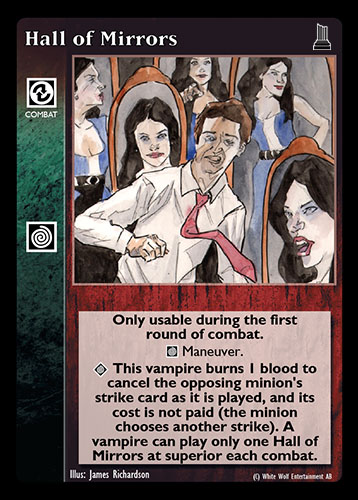 Hall of Mirrors
COMBAT
Only usable during the first
round of combat.
Maneuver.
This vampire burns 1 blood to
cancel the opposing minion's
strike card as it is played, and its
cost is not paid (the minion
chooses another strike). A
vampire can play only one Hall of
Mirrors at superior each combat.
Illus: James Richardson
(C) White Wolf Entertainment AB